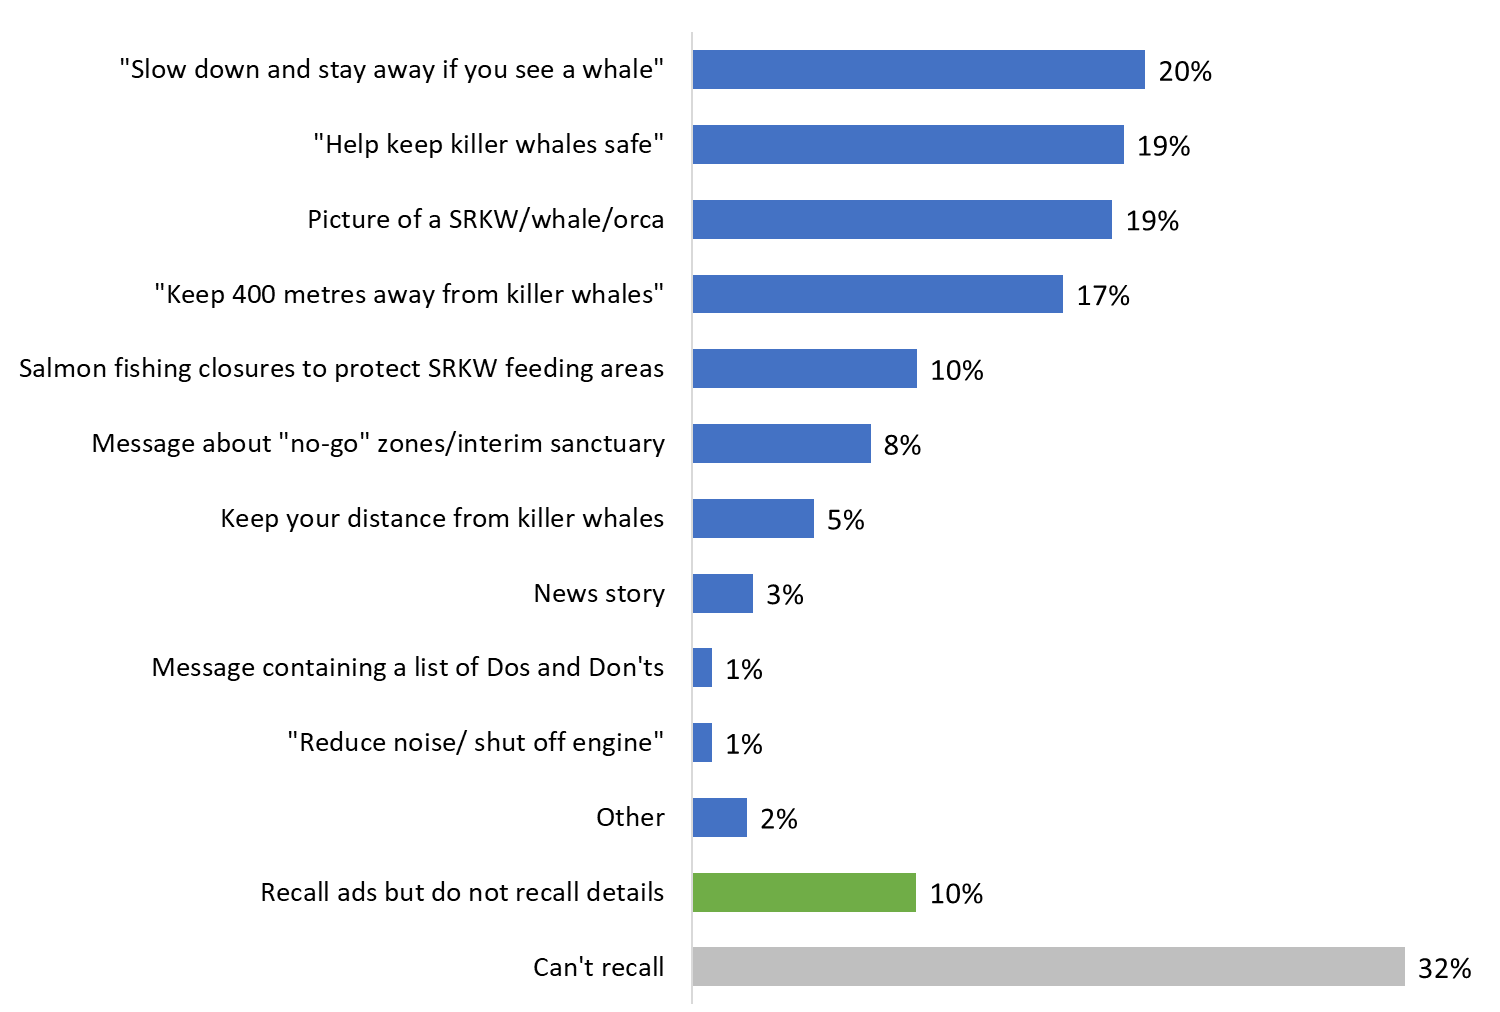 "Slow down and stay away if you see a whale" 20%
"Help keep killer whales safe" 19%
Picture of a SRKW/whale/orca 19%
"Keep 400 metres away from killer whales" 17%
Salmon fishing closures to protect SRKW feeding areas 10%
Message about "no-go" zones/interim sanctuary 8%
Keep your distance from killer whales 5%
News story 3%
Message containing a list of Dos and Don'ts 1%
"Reduce noise/ shut off engine" 1%
Other 2%
Recall ads but do not recall details 10%
Can't recall 32%